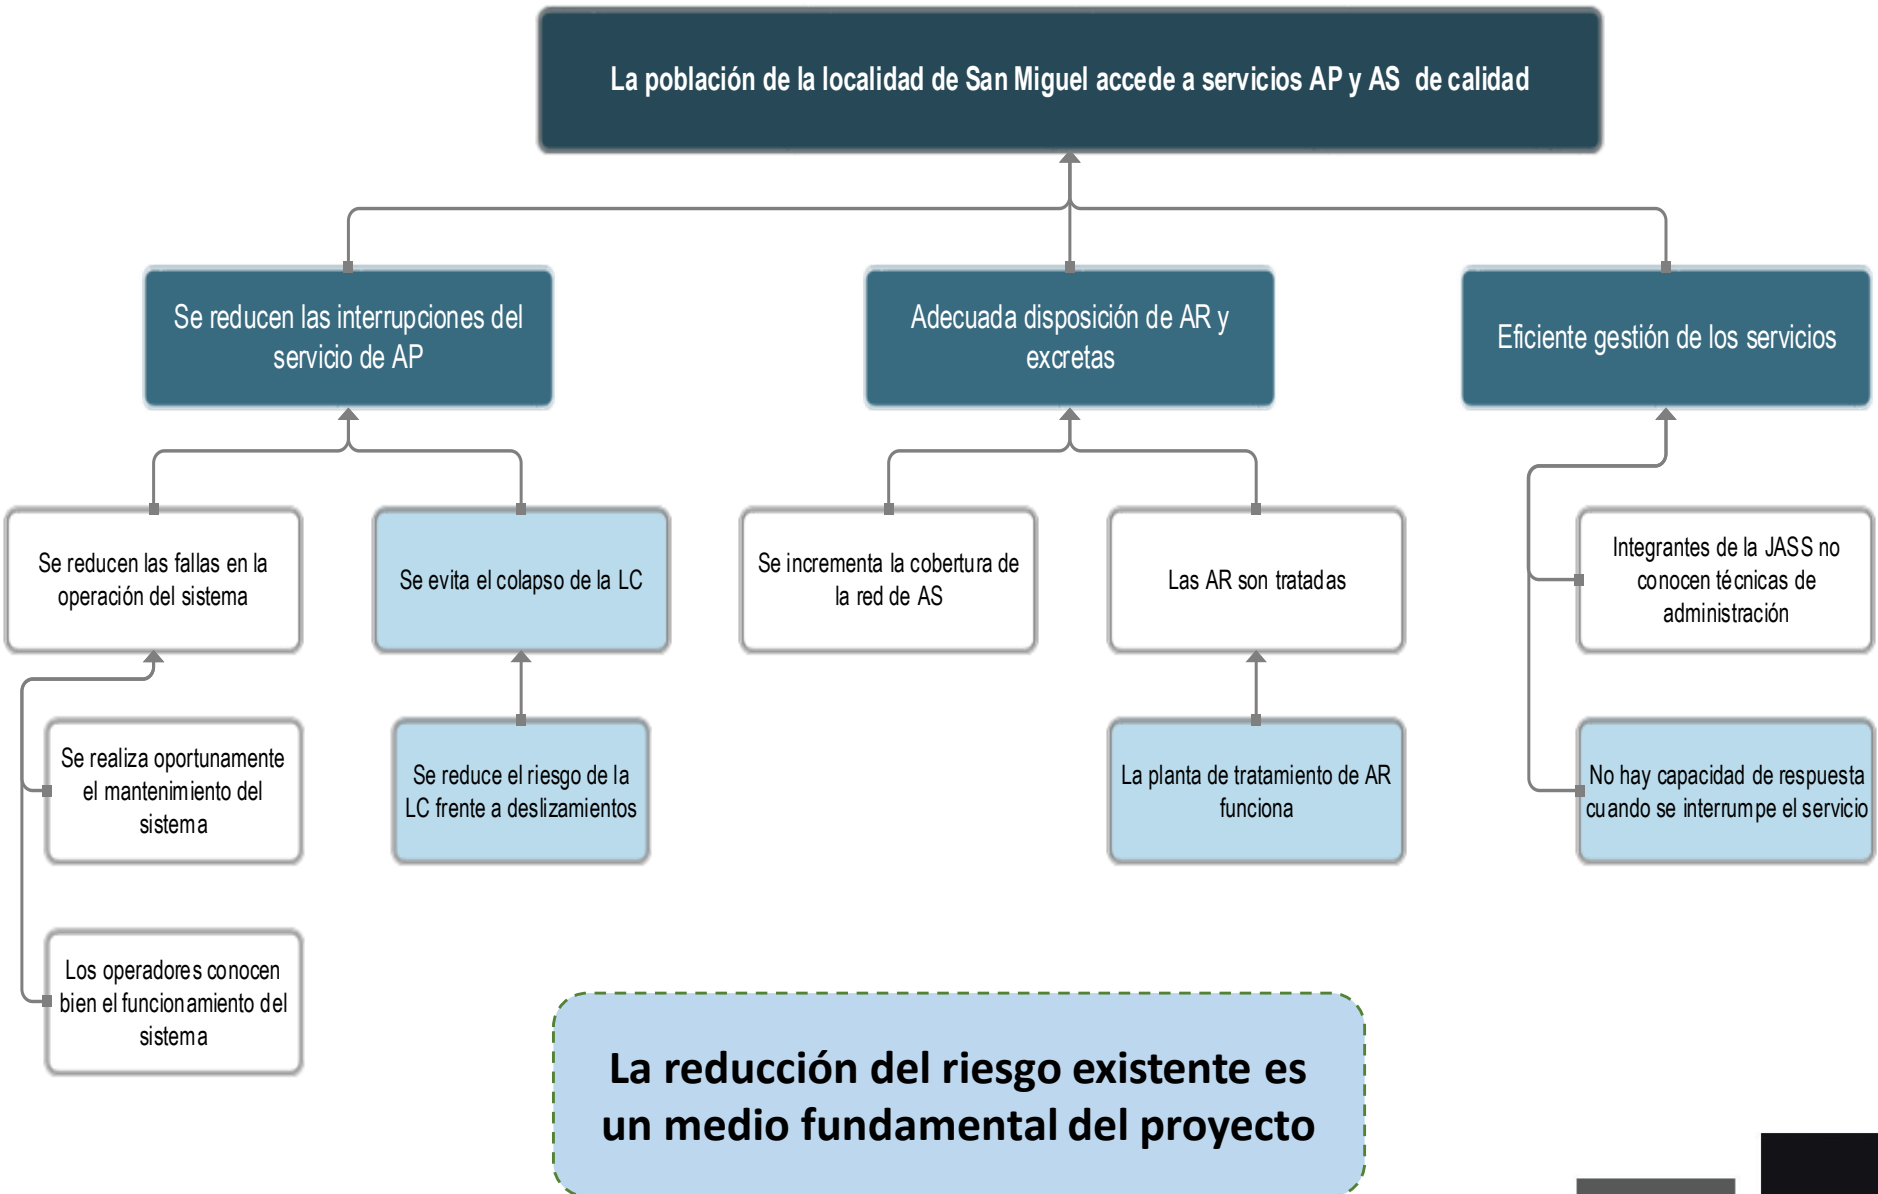 La población de la localidad de San Miguel accede a servicios AP y AS de calidad
Se reducen las interrupciones del
servicio de AP
Adecuada disposición de AR y
excretas
Eficiente gestión de los servicios
Se reducen las fallas en la
operación del sistema
Se evita el colapso de la LC
Se incrementa la cobertura de
la red de AS
Las AR son tratadas
Integrantes de la JASS no
conocen técnicas de
administración
Se realiza oportunamente
el mantenimiento del
sistema
Se reduce el riesgo de la
LC frente a deslizamientos
La planta de tratamiento de AR
funciona
No hay capacidad de respuesta
cuando se interrumpe el servicio
Los operadores conocen
bien el funcionamiento del
sistema
La reducción del riesgo existente es
un medio fundamental del proyecto